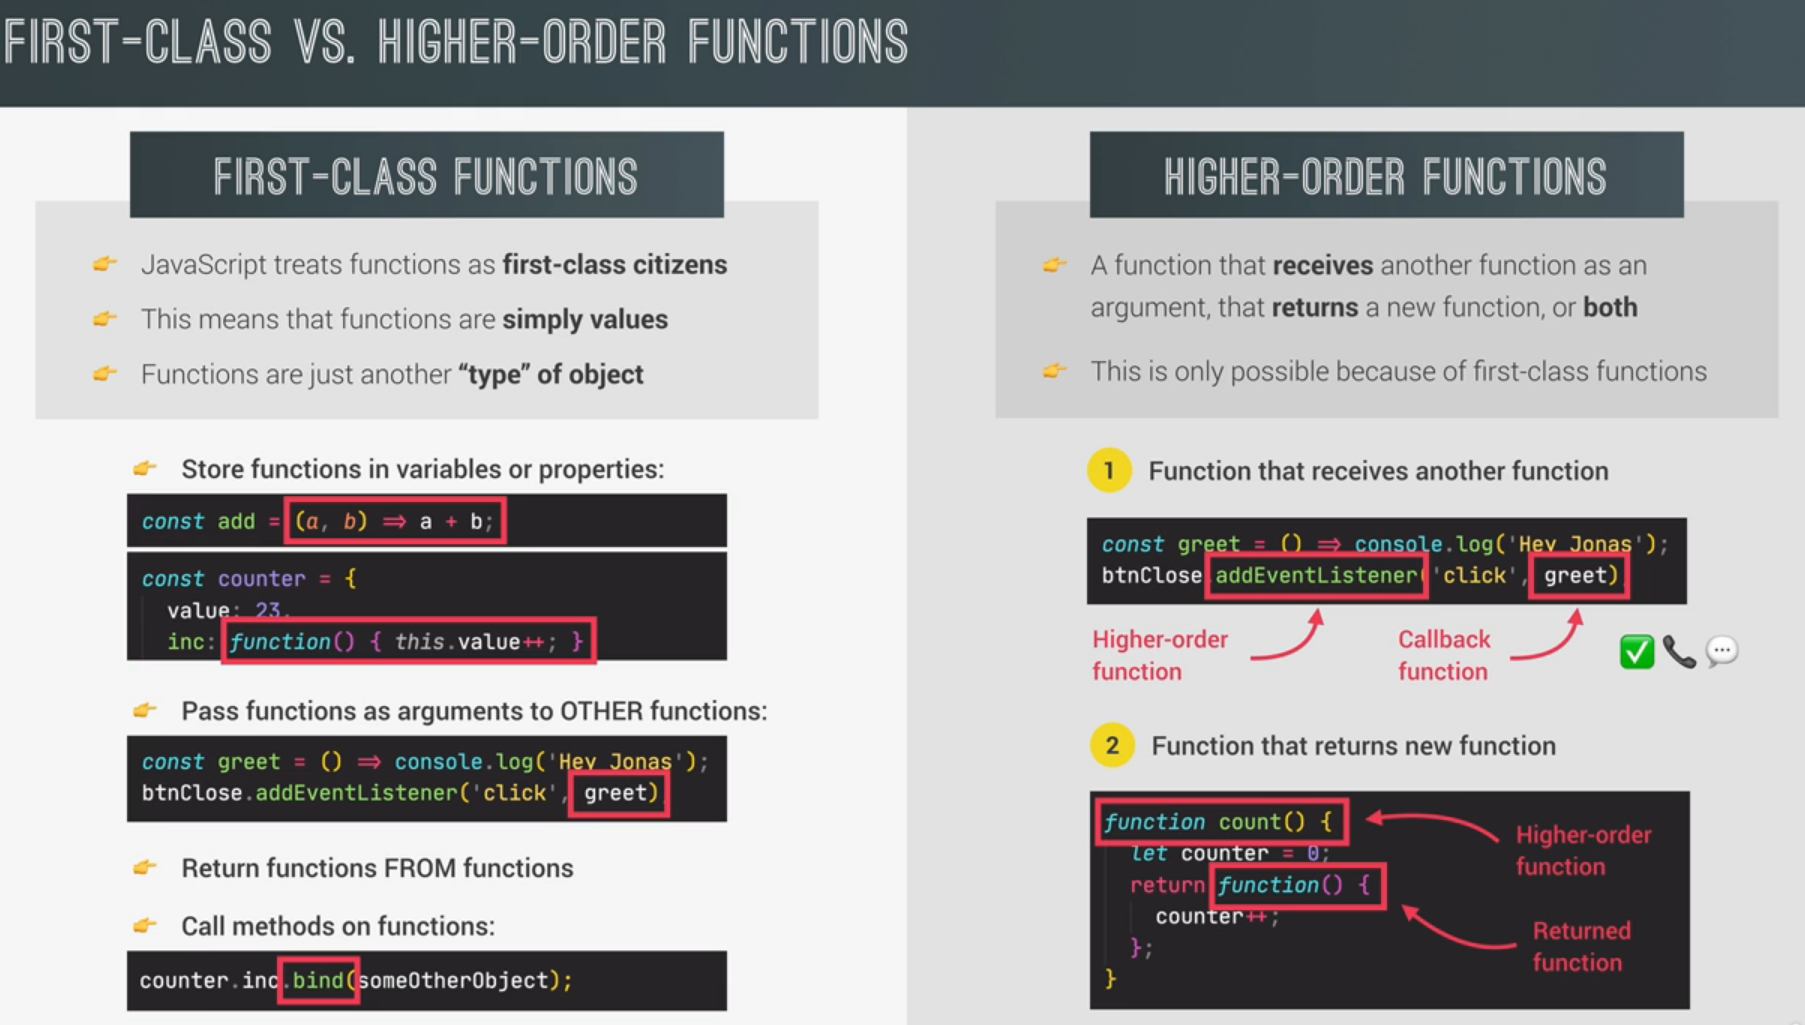 FIRST-CLASS VS. HIGHER-ORDER FUNCTIONS
FIRST-CLASS FUNCTIONS
JavaScript treats functions as first-class citizens
This means that functions are simply values
Functions are just another “type” of object
Store functions in variables or properties:
const add = (a, b) => a + b;
const counter = {
value: 23,
inc: function() { this.value++; }
Pass functions as arguments to OTHER functions:
const greet = () => console.log('Hey Jonas');
btnClose.addEventListener('click', greet)
Return functions FROM functions
Call methods on functions:
counter.inc.bind(someOtherObject);
HIGHER-ORDER FUNCTIONS
A function that receives another function as an
argument, that returns a new function, or both
This is only possible because of first-class functions
1 Function that receives another function
const greet = () => console.log('Hey Jonas');
btnClose.addEventListener('click', greet)
Higher-order
function
Callback
function
2 Function that returns new function
function count() {
let counter = 0;
return function() {
counter++;
};
}
Higher-order
function
Returned
function